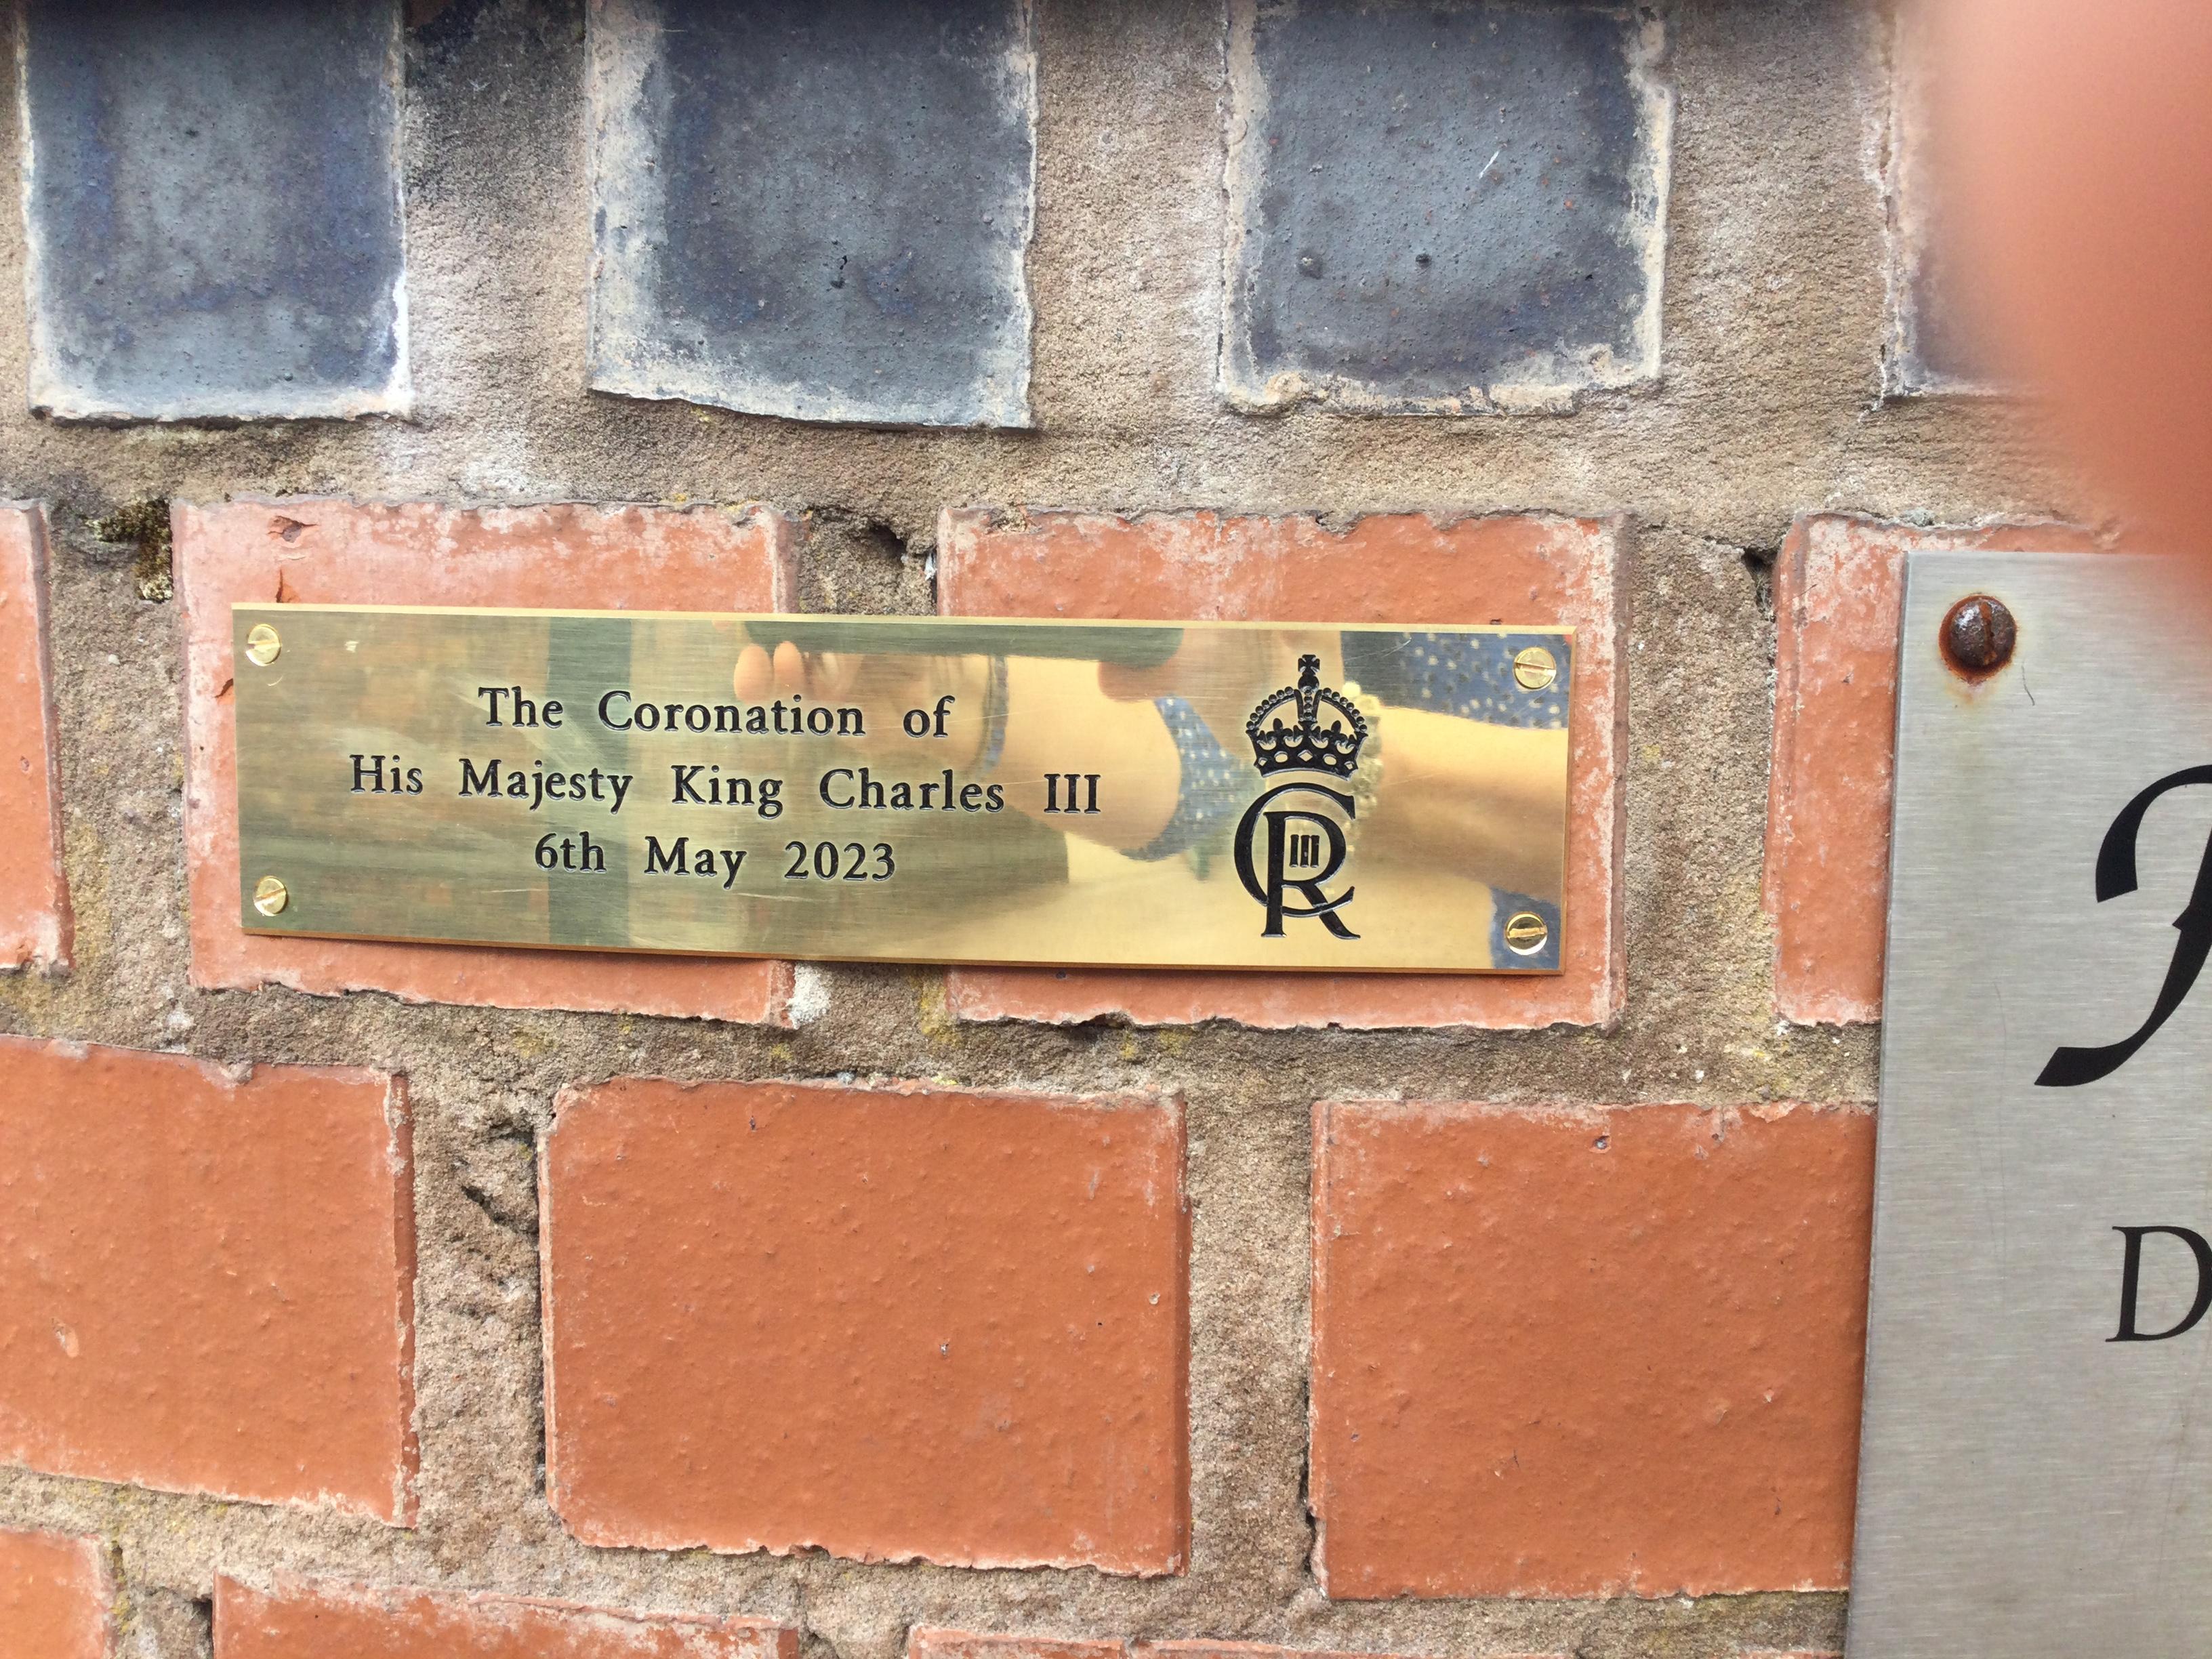 The Coronation of
His Majesty King Charles III
6th May 2023
CR III
D